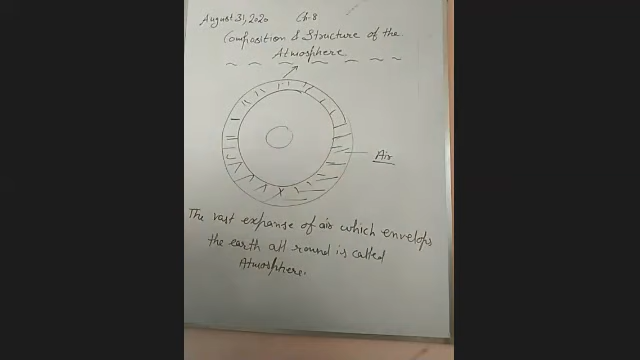 August 31, 2020 Ch-8
Composition & Structure of the
Atmosphere
Air
The vast expanse of air which envelops
the earth all round is called
Atmosphere.